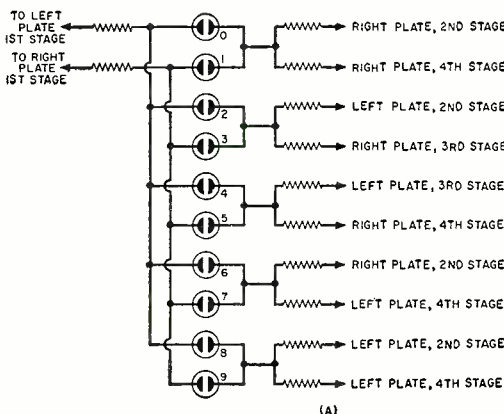 TO LEFT
PLATE
1ST STAGE
TO RIGHT
PLATE
1ST STAGE
0
1
2
3
4
5
6
7
8
9
RIGHT PLATE, 2ND STAGE
RIGHT PLATE, 4TH STAGE
LEFT PLATE, 2ND STAGE
RIGHT PLATE, 3RD STAGE
LEFT PLATE, 3RD STAGE
RIGHT PLATE, 4TH STAGE
RIGHT PLATE, 2ND STAGE
LEFT PLATE, 4TH STAGE
LEFT PLATE, 2ND STAGE
LEFT PLATE, 4TH STAGE
(A)